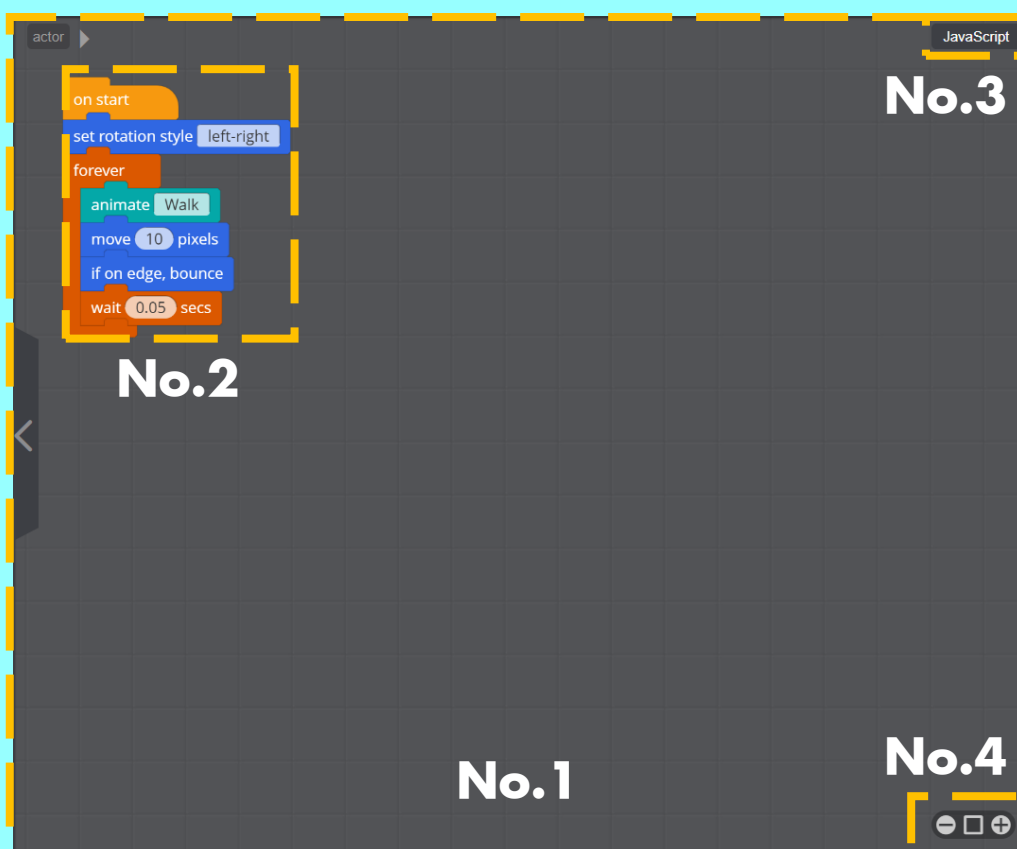 actor
JavaScript
No.3
on start
set rotation style left-right
forever
animate Walk
move 10 pixels
if on edge, bounce
wait 0.05 secs
No.2
No.1
No.4